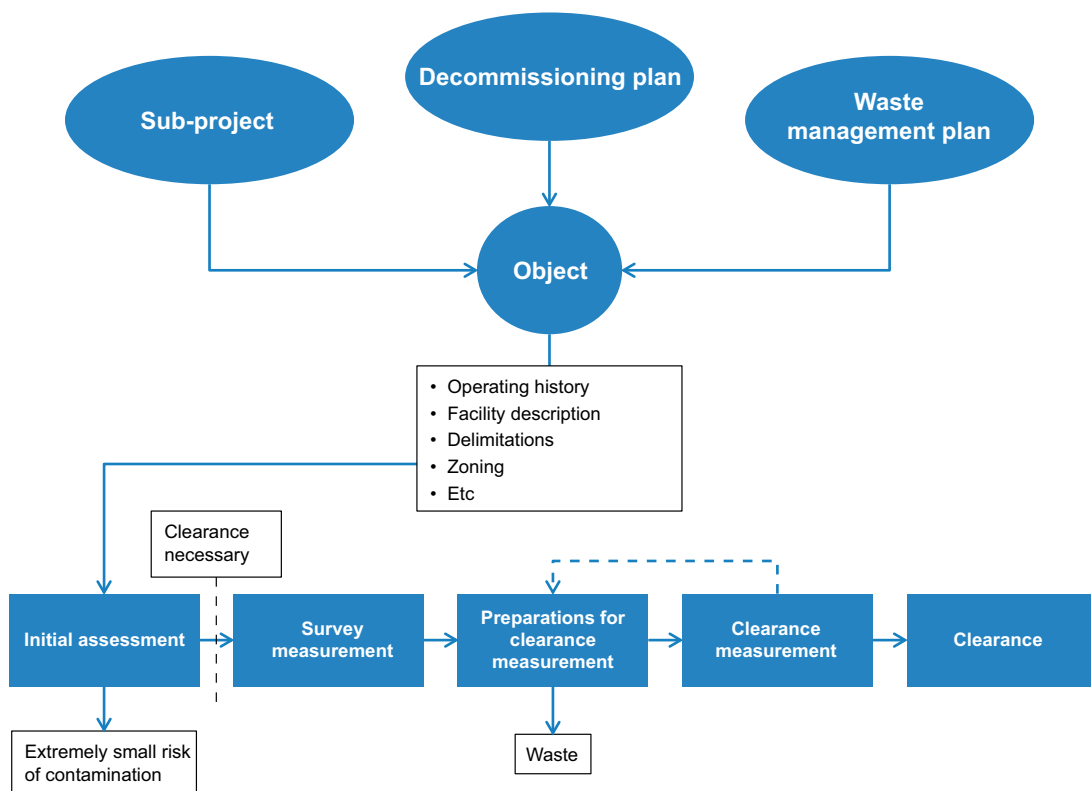 Decommissioning plan
Sub-project
Waste
management plan
Object
• Operating history
• Facility description
• Delimitations
• Zoning
• Etc
Clearance
necessary
Initial assessment
Survey
measurement
Preparations for
clearance
measurement
Clearance
measurement
Clearance
Extremely small risk
of contamination
Waste